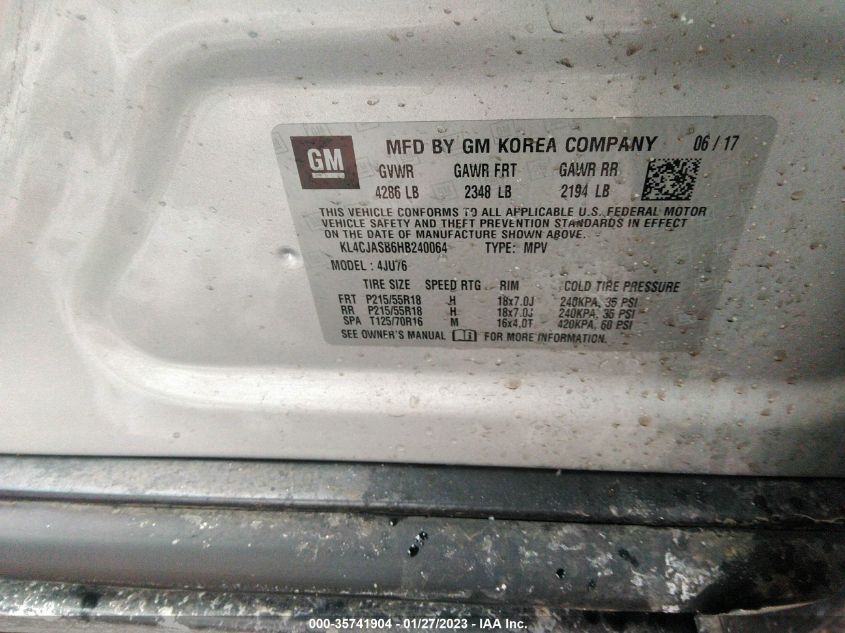 GM
MFD BY GM KOREA COMPANY 06 / 17
GVWR GAWR FRT GAWR RR
4286 LB 2348 LB 2194 LB
THIS VEHICLE CONFORMS TO ALL APPLICABLE U.S. FEDERAL MOTOR
VEHICLE SAFETY AND THEFT PREVENTION STANDARDS IN EFFECT
ON THE DATE OF MANUFACTURE SHOWN ABOVE.
KL4CJASB6HB240064 TYPE: MPV
MODEL : 4JU76
TIRE SIZE SPEED RTG RIM COLD TIRE PRESSURE
FRT P215/55R18 H 18x7.0J 240KPA, 35 PSI
RR P215/55R18 H 18x7.0J 240KPA, 35 PSI
SPA T125/70R16 M 16x4.0T 420KPA, 60 PSI
SEE OWNER'S MANUAL FOR MORE INFORMATION.
000-35741904 - 01/27/2023 - IAA Inc.